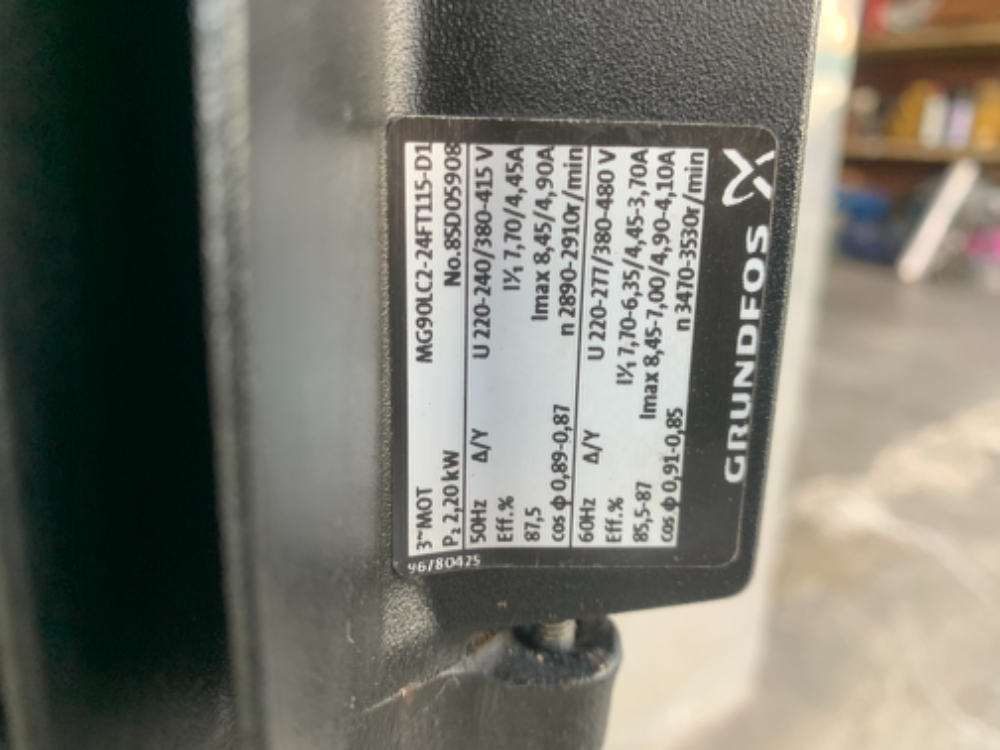 3~MOT MG90LC2-24FT115-D1
P₂ 2,20 kW No.85D05908
50Hz Δ/Y U 220-240/380-415 V
Eff.% I⅟₁ 7,70/4,45A
87,5 Imax 8,45/4,90A
cos φ 0,89-0,87 n 2890-2910r/min
60Hz Δ/Y U 220-277/380-480 V
Eff.% I⅟₁ 7,70-6,35/4,45-3,70A
85,5-87 Imax 8,45-7,00/4,90-4,10A
cos φ 0,91-0,85 n 3470-3530r/min
GRUNDFOS